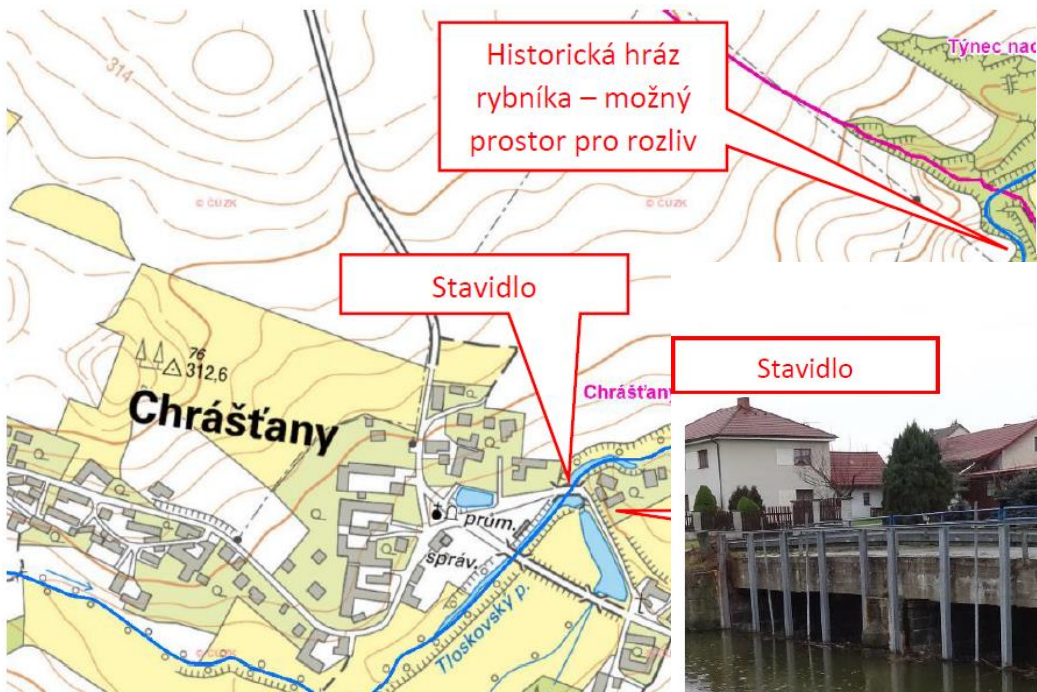 Historická hráz
rybníka – možný
prostor pro rozliv
Týnec nad
314
© ČÚZK
© ČÚZK
Stavidlo
Stavidlo
76
312,6
Chrášťany
Chrášťany
prům.
správ.
Tloskovský p.
© ČÚZK
© ČÚZK